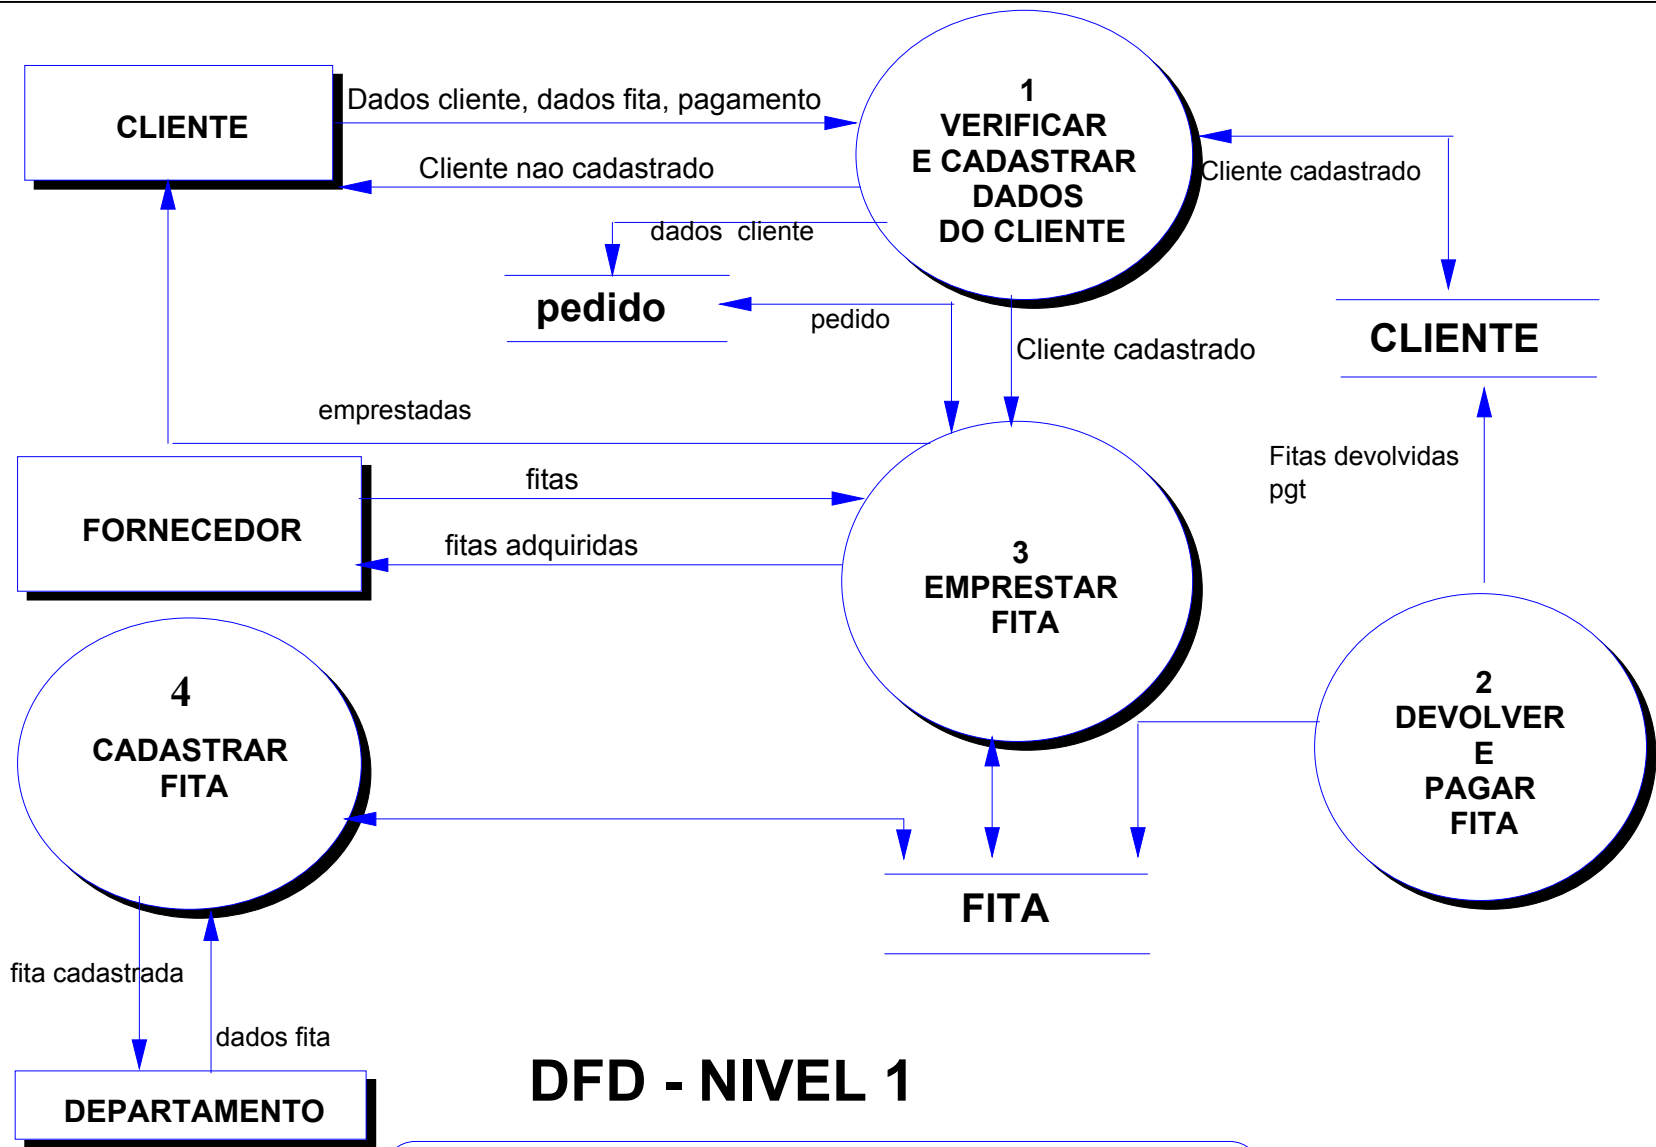 CLIENTE
Dados cliente, dados fita, pagamento
Cliente nao cadastrado
1
VERIFICAR
E CADASTRAR
DADOS
DO CLIENTE
Cliente cadastrado
dados  cliente
pedido
pedido
Cliente cadastrado
CLIENTE
emprestadas
FORNECEDOR
fitas
fitas adquiridas
3
EMPRESTAR
FITA
Fitas devolvidas
pgt
4
CADASTRAR
FITA
2
DEVOLVER
E
PAGAR
FITA
FITA
fita cadastrada
dados fita
DEPARTAMENTO
DFD - NIVEL 1